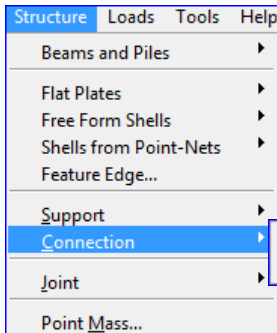 Structure Loads Tools Help
Beams and Piles
Flat Plates
Free Form Shells
Shells from Point-Nets
Feature Edge...
Support
Connection
Joint
Point Mass...